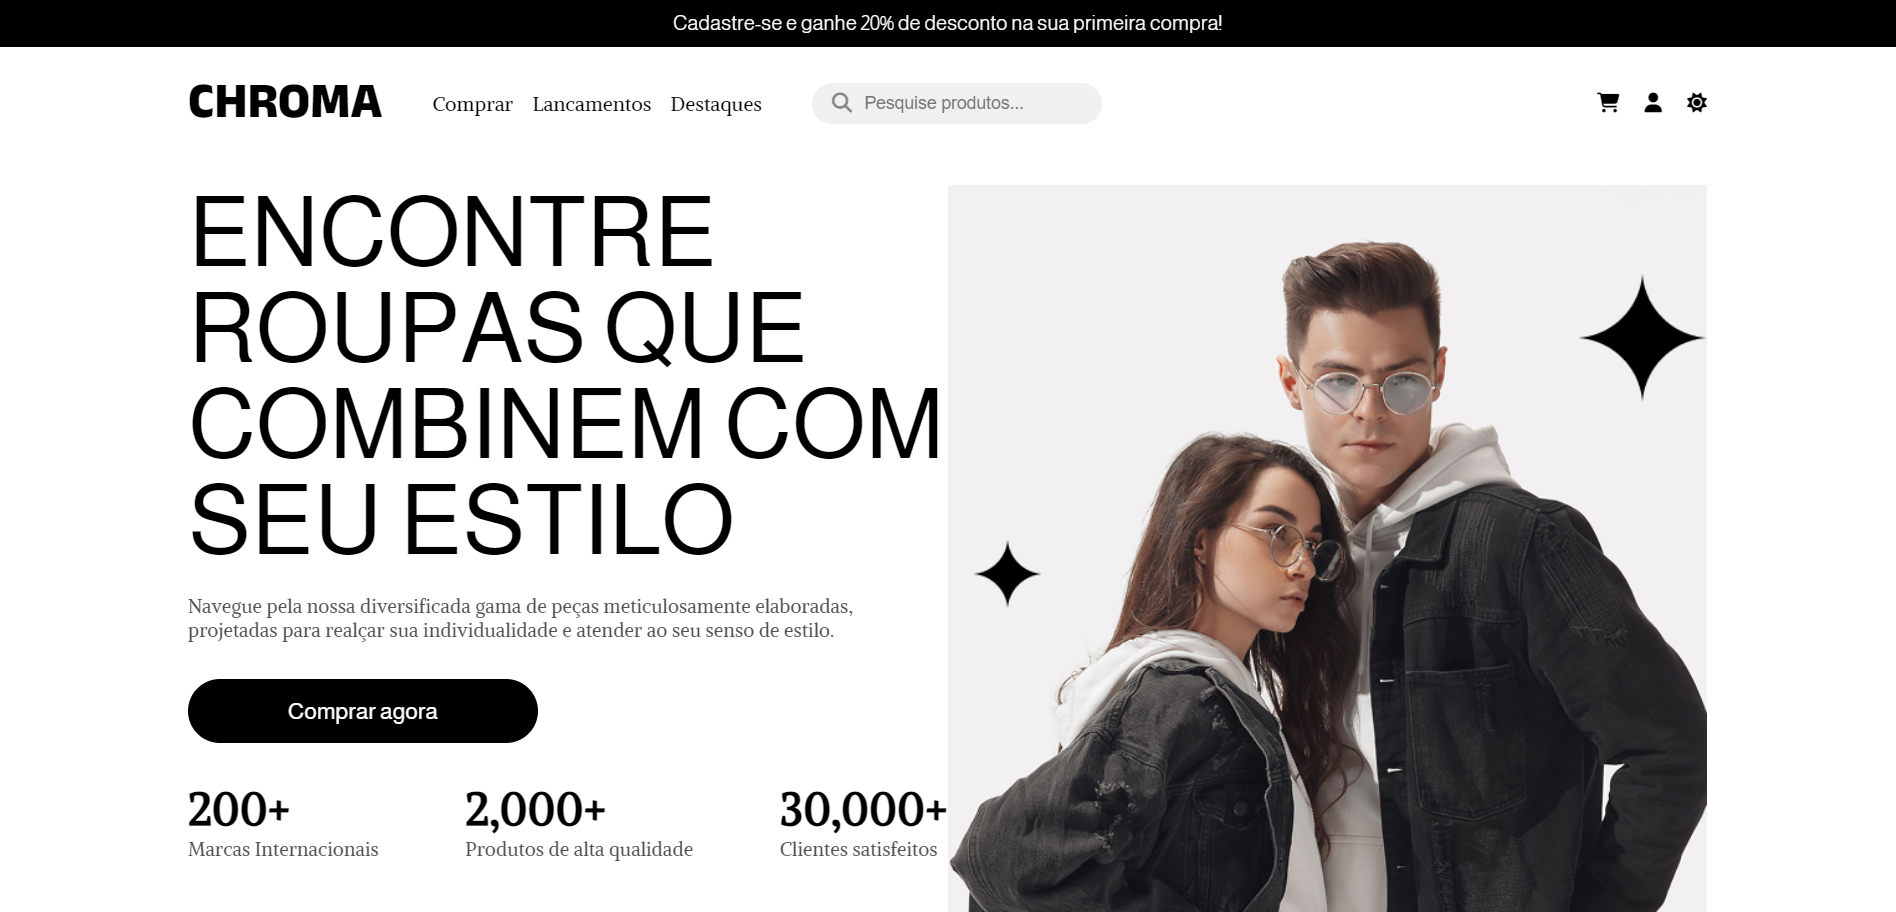 Cadastre-se e ganhe 20% de desconto na sua primeira compra!
CHROMA
Comprar Lancamentos Destaques
Pesquise produtos...
ENCONTRE
ROUPAS QUE
COMBINEM COM
SEU ESTILO
Navegue pela nossa diversificada gama de peças meticulosamente elaboradas,
projetadas para realçar sua individualidade e atender ao seu senso de estilo.
Comprar agora
200+
Marcas Internacionais
2,000+
Produtos de alta qualidade
30,000+
Clientes satisfeitos